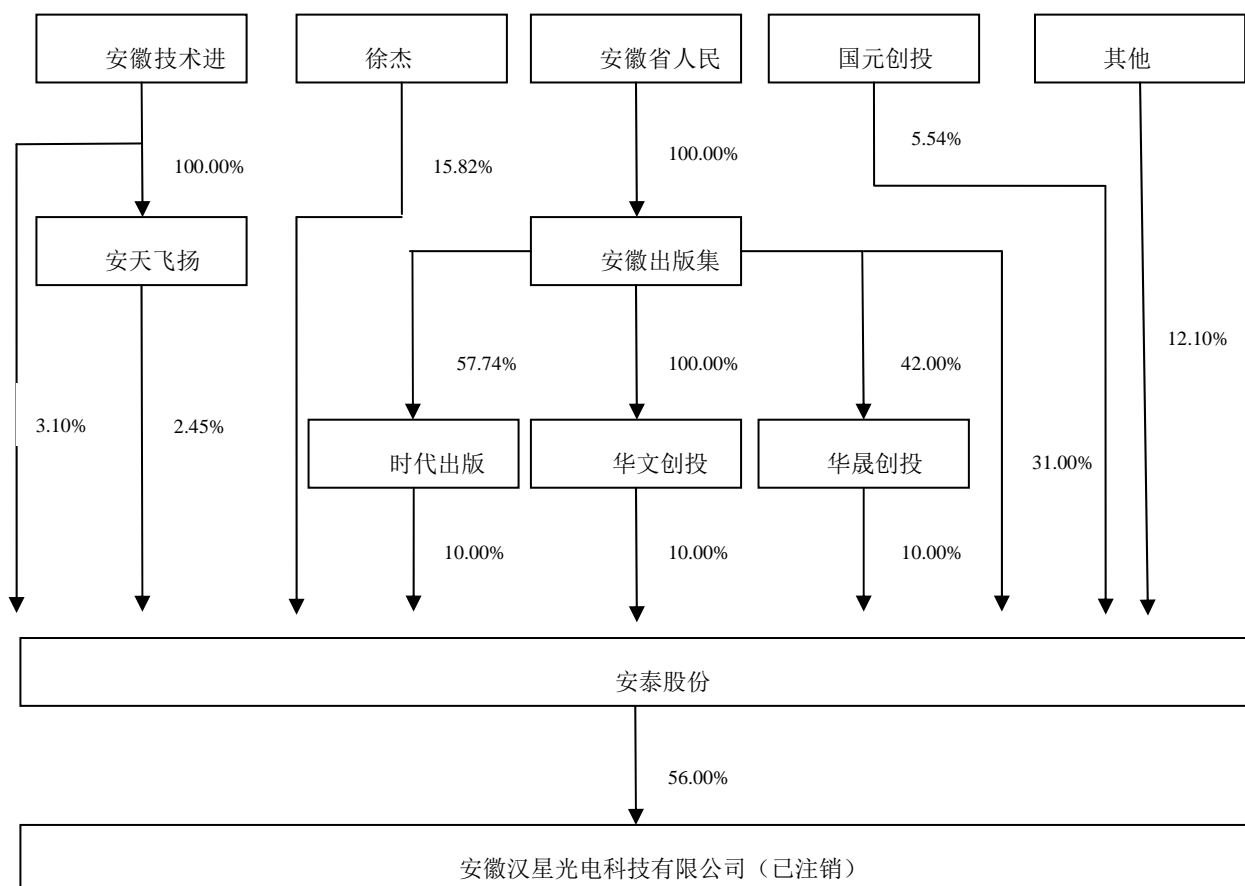 安徽技术进
徐杰
安徽省人民
国元创投
其他
5.54%
100.00%
15.82%
100.00%
安天飞扬
安徽出版集
12.10%
57.74%
100.00%
42.00%
3.10%
2.45%
时代出版
华文创投
华晟创投
31.00%
10.00%
10.00%
10.00%
安泰股份
56.00%
安徽汉星光电科技有限公司（已注销）